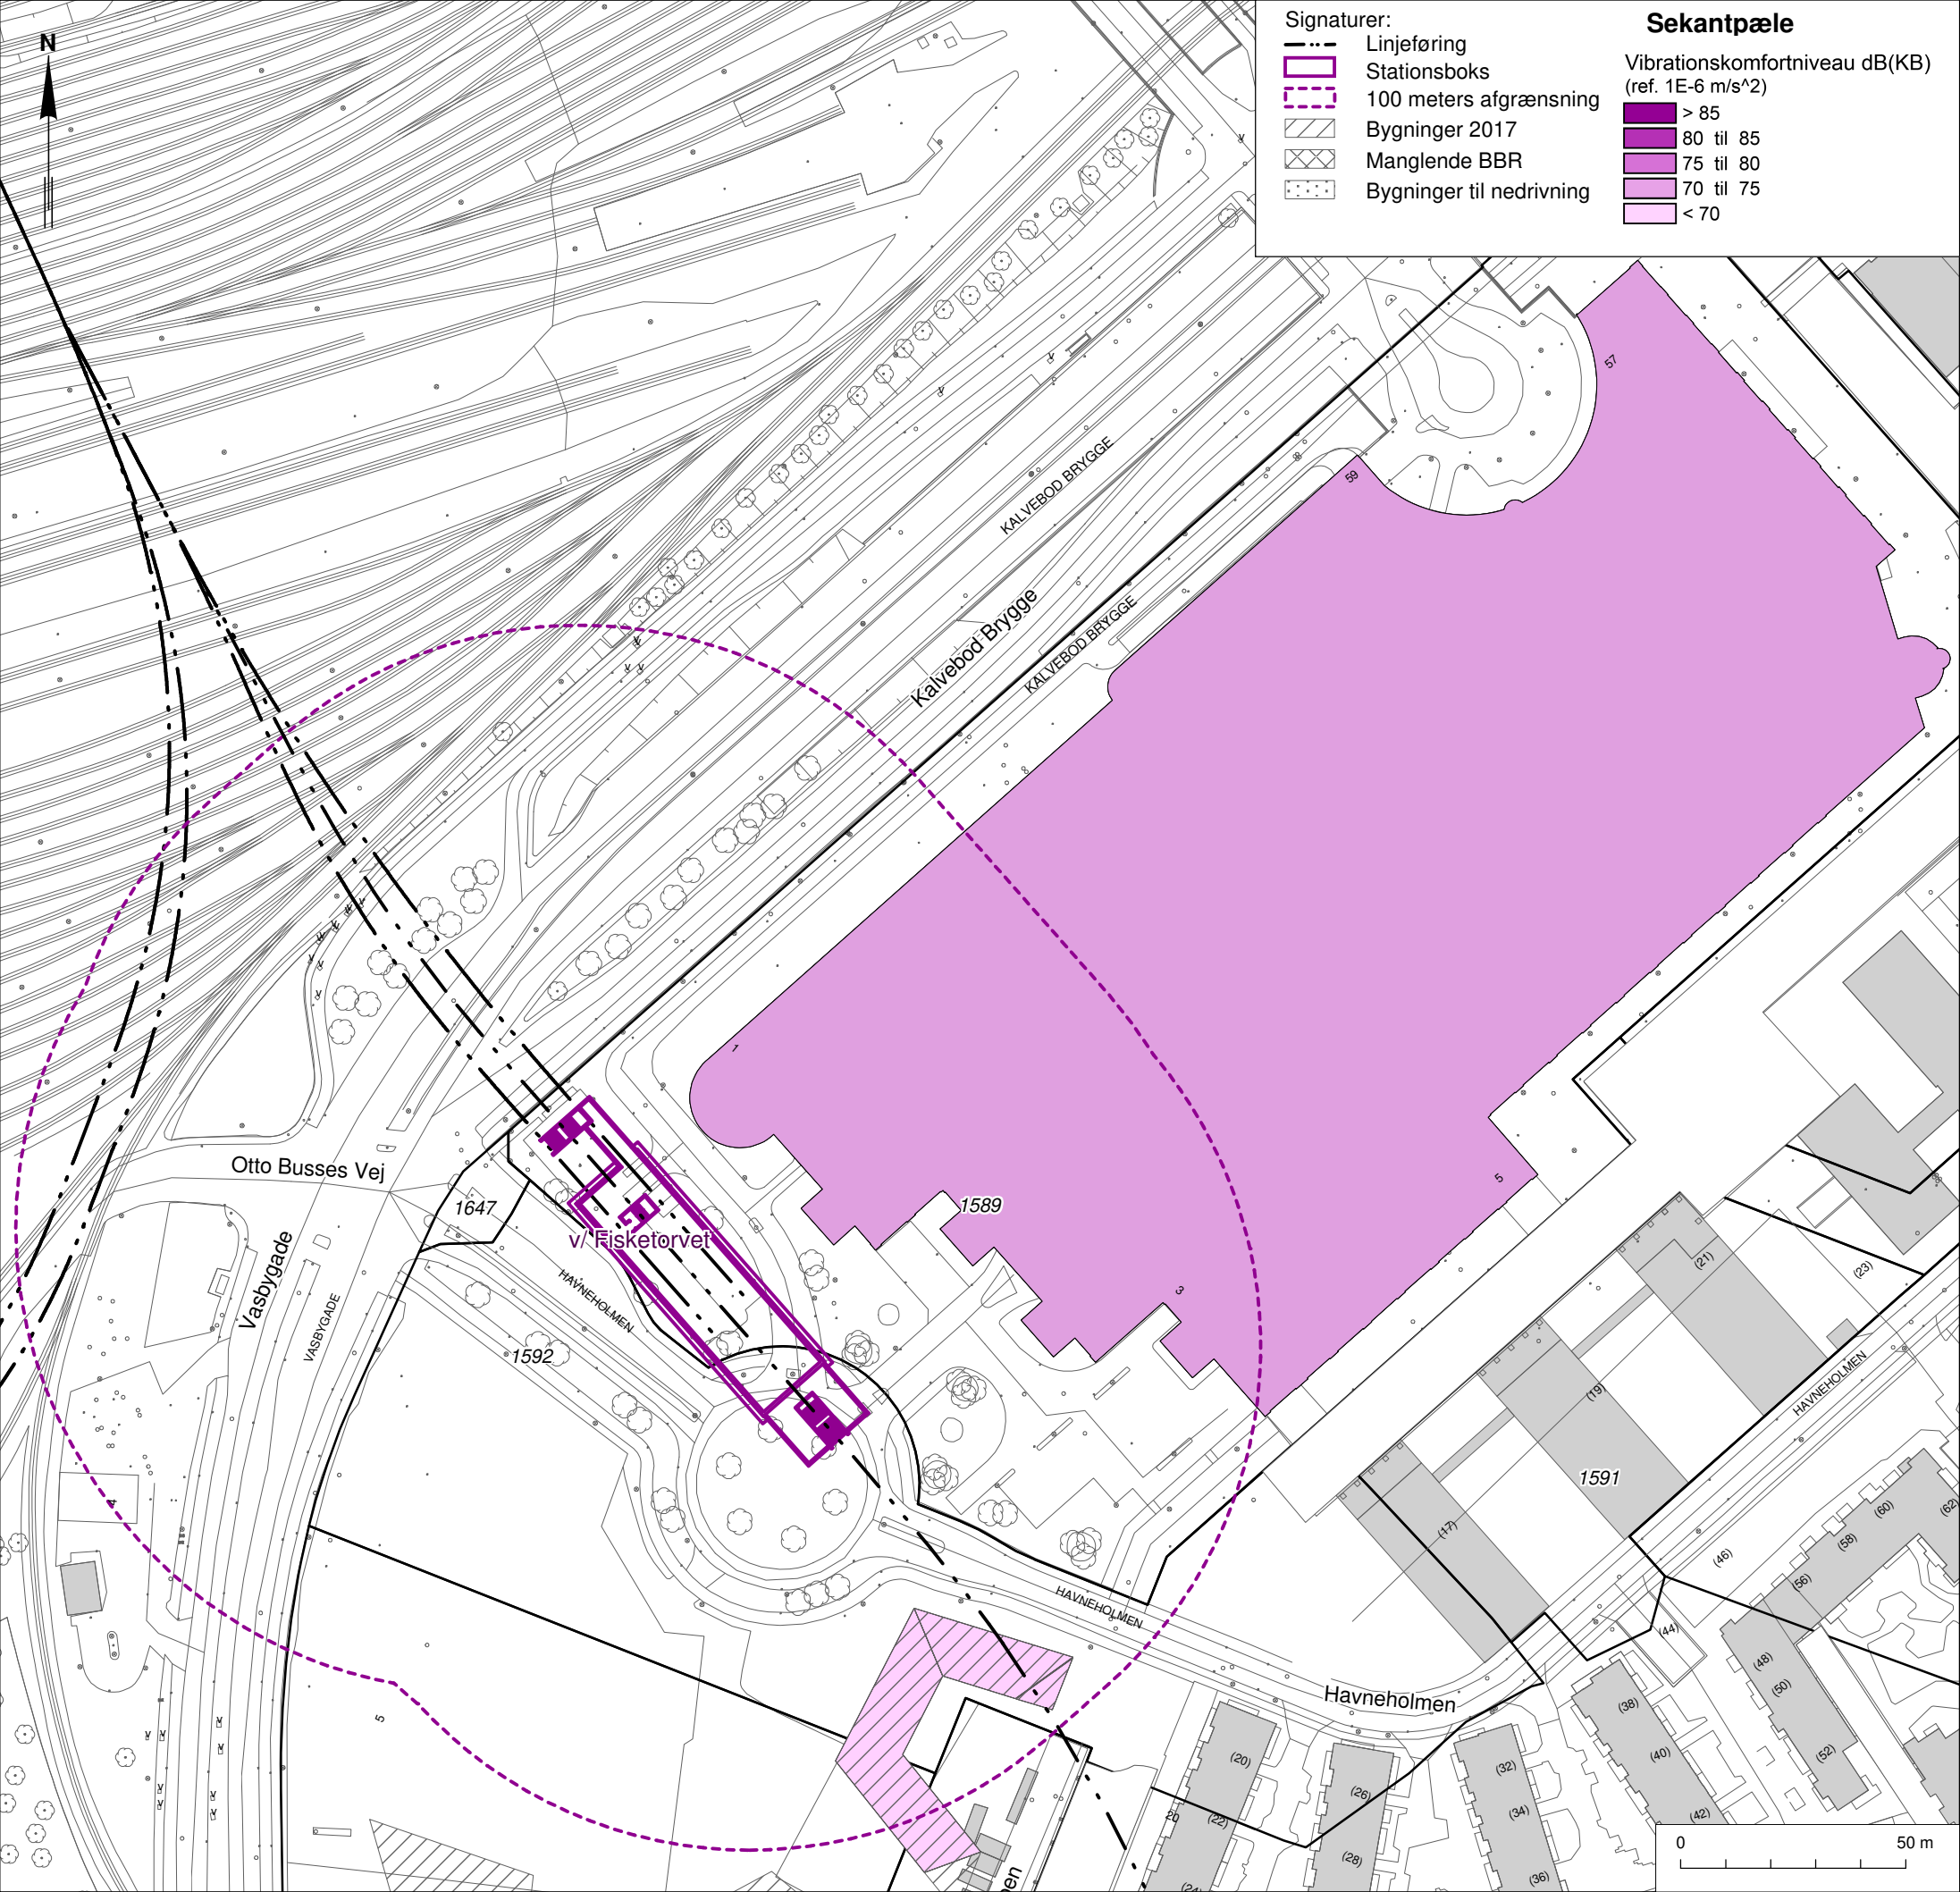 N
Signaturer:
Linjeføring
Stationsboks
100 meters afgrænsning
Bygninger 2017
Manglende BBR
Bygninger til nedrivning
Sekantpæle
Vibrationskomfortniveau dB(KB)
(ref. 1E-6 m/s^2)
> 85
80 til 85
75 til 80
70 til 75
< 70
57
59
KALVEBOD BRYGGE
Kalvebod Brygge
KALVEBOD BRYGGE
1
Otto Busses Vej
1647
1589
5
v/ Fisketorvet
3
Vasbygade
VASBYGADE
HAVNEHOLMEN
1592
(21)
(23)
(19)
HAVNEHOLMEN
1591
4
(17)
(60)
(62)
(58)
(46)
(56)
HAVNEHOLMEN
(44)
(48)
(50)
(52)
5
Havneholmen
(38)
(40)
(42)
(20)
(32)
(26)
(34)
20
(22)
(28)
(36)
(24)
0 50 m